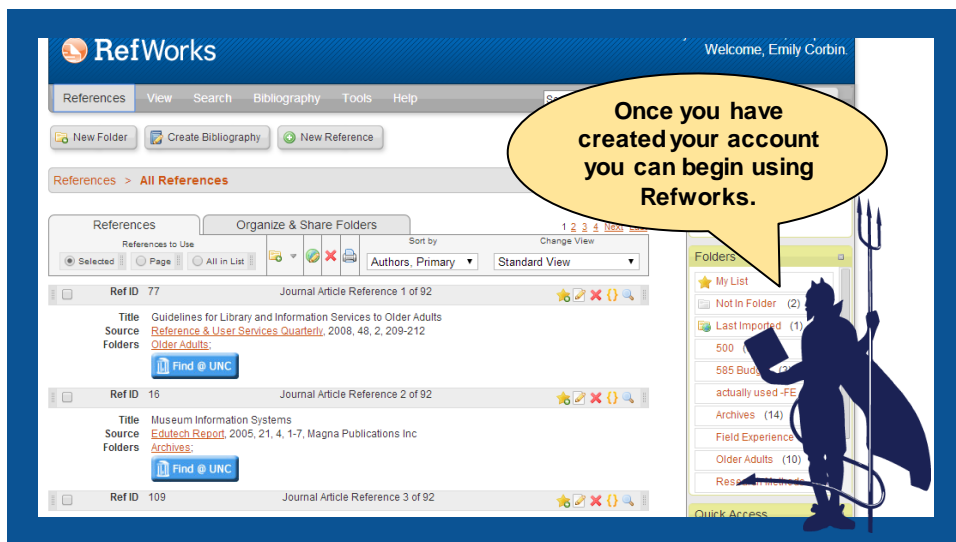 RefWorks
Welcome, Emily Corbin.
References View Search Bibliography Tools Help
New Folder Create Bibliography New Reference
Once you have
created your account
you can begin using
Refworks.
References > All References
References Organize & Share Folders
1 2 3 4 Next
References to Use Sort by Change View
Selected Page All in List Authors, Primary Standard View
Folders
My List
Not In Folder (2)
Last Imported (1)
500
585
actually used -FE
Archives (14)
Field Experience
Older Adults (10)
Quick Access
Ref ID 77 Journal Article Reference 1 of 92
Title Guidelines for Library and Information Services to Older Adults
Source Reference & User Services Quarterly, 2008, 48, 2, 209-212
Folders Older Adults;
Find @ UNC
Ref ID 16 Journal Article Reference 2 of 92
Title Museum Information Systems
Source Edutech Report, 2005, 21, 4, 1-7, Magna Publications Inc
Folders Archives;
Find @ UNC
Ref ID 109 Journal Article Reference 3 of 92